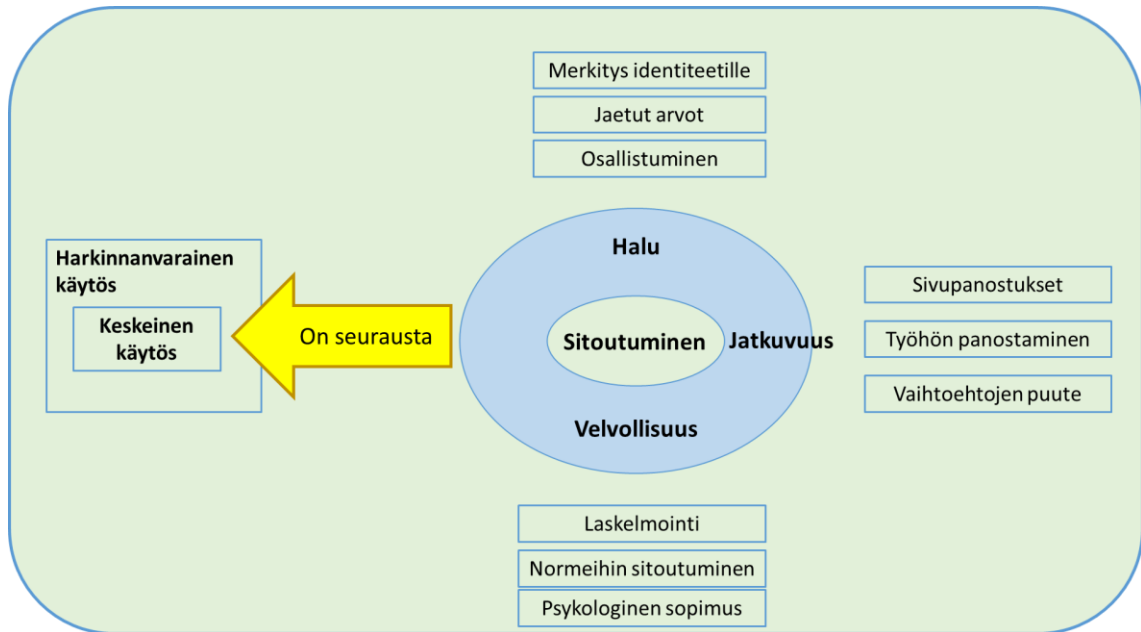 Merkitys identiteetille
Jaetut arvot
Osallistuminen
Harkinnanvarainen
käytös
Keskeinen
käytös
On seurausta
Halu
Sitoutuminen
Jatkuvuus
Velvollisuus
Sivupanostukset
Työhön panostaminen
Vaihtoehtojen puute
Laskelmointi
Normeihin sitoutuminen
Psykologinen sopimus